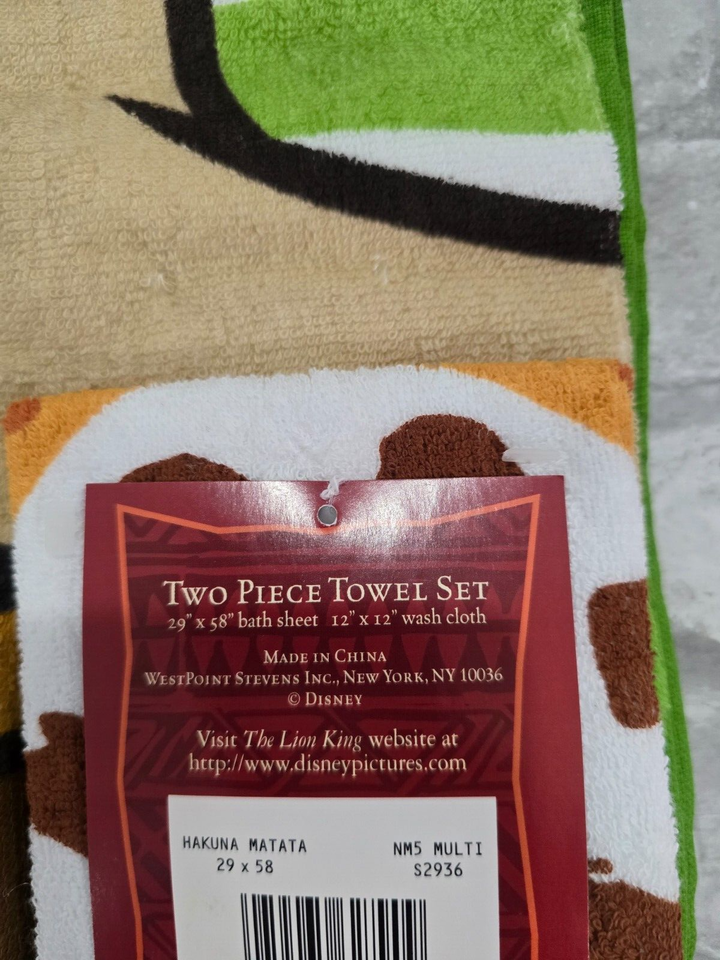 TWO PIECE TOWEL SET
29" x 58" bath sheet 12" x 12" wash cloth
MADE IN CHINA
WESTPOINT STEVENS INC., NEW YORK, NY 10036
© DISNEY
Visit The Lion King website at
http://www.disneypictures.com
HAKUNA MATATA NM5 MULTI
29 x 58 S2936